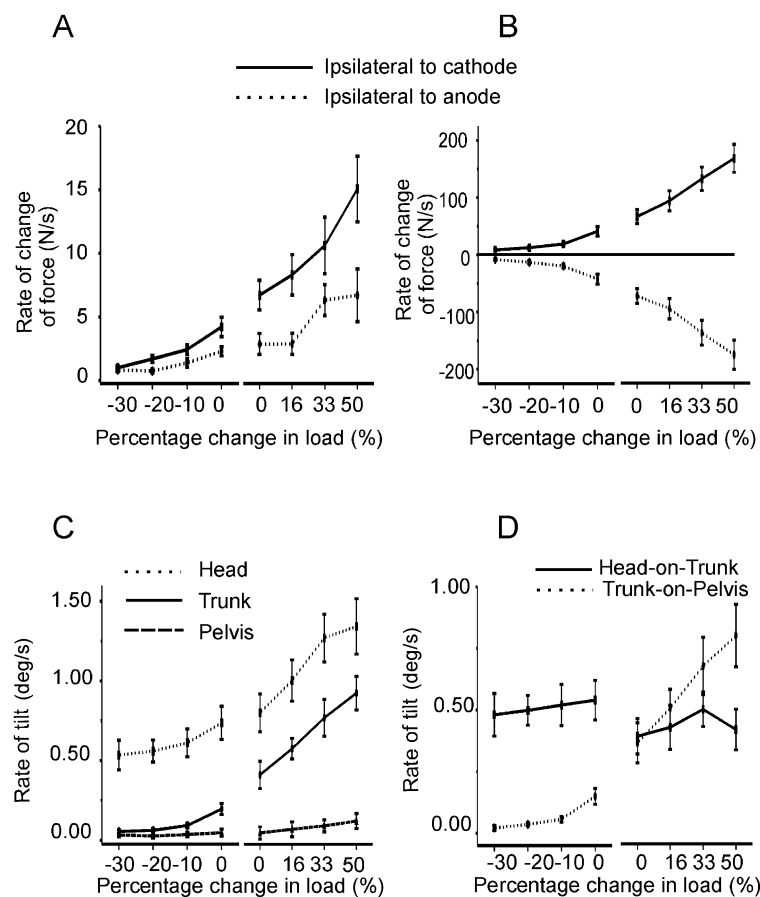 A
B
Ipsilateral to cathode
Ipsilateral to anode
Rate of change
of force (N/s)
20
15
10
5
0
-30 -20 -10 0 0 16 33 50
Percentage change in load (%)
Rate of change
of force (N/s)
200
100
0
-100
-200
-30 -20 -10 0 0 16 33 50
Percentage change in load (%)
C
Head
Trunk
Pelvis
Rate of tilt (deg/s)
1.50
1.00
0.50
0.00
-30 -20 -10 0 0 16 33 50
Percentage change in load (%)
D
Head-on-Trunk
Trunk-on-Pelvis
Rate of tilt (deg/s)
1.00
0.50
0.00
-30 -20 -10 0 0 16 33 50
Percentage change in load (%)